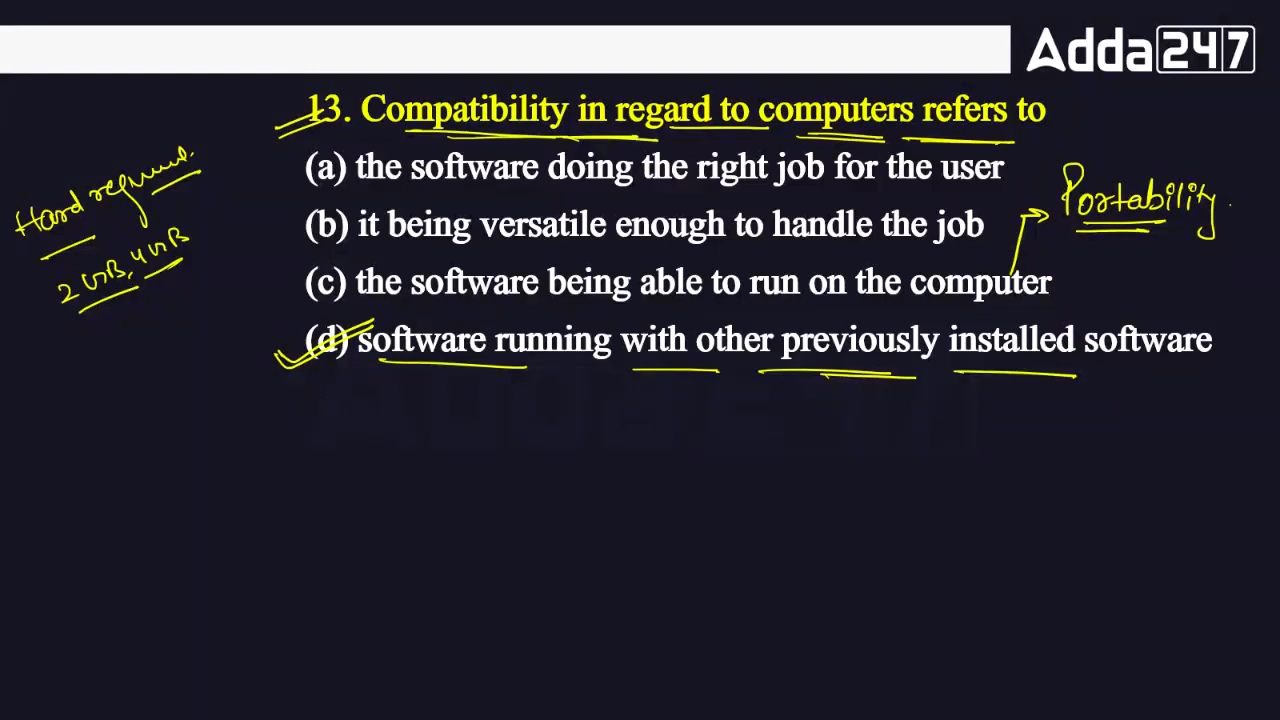 Adda247
13. Compatibility in regard to computers refers to
(a) the software doing the right job for the user
(b) it being versatile enough to handle the job
(c) the software being able to run on the computer
(d) software running with other previously installed software
Portability
Hard
2 GB, 4 GB